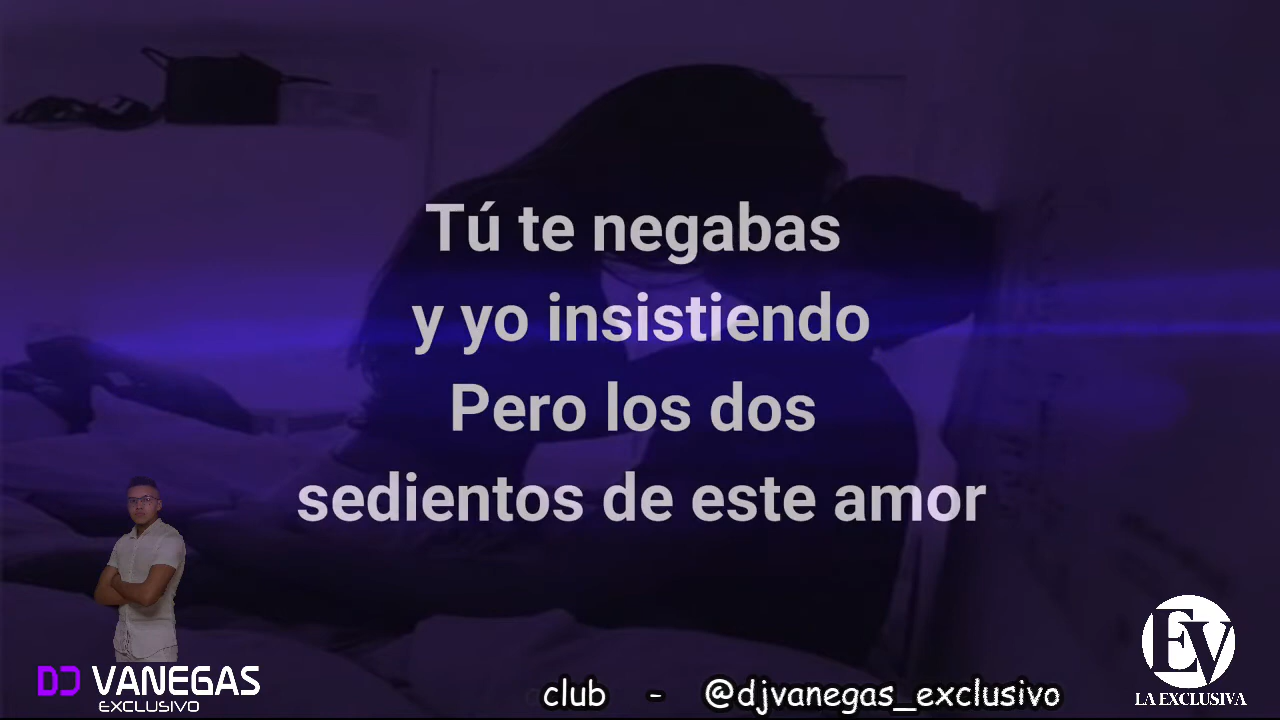 Tú te negabas
y yo insistiendo
Pero los dos
sedientos de este amor
DJ VANEGAS
EXCLUSIVO
club - @djvanegas_exclusivo
Ev
LA EXCLUSIVA